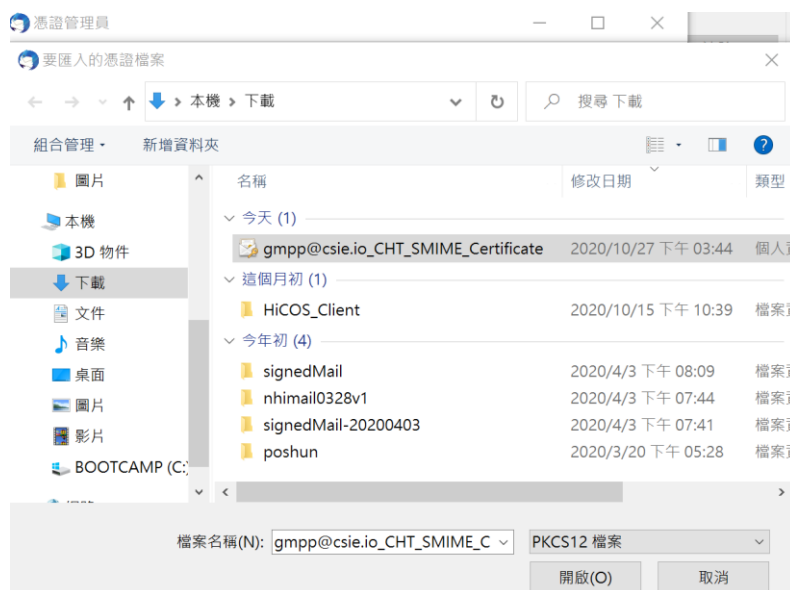 憑證管理員
要匯入的憑證檔案
本機 下載
搜尋 下載
組合管理 新增資料夾
圖片
本機
3D 物件
下載
文件
音樂
桌面
圖片
影片
BOOTCAMP (C:)
名稱 修改日期 類型
今天 (1)
gmpp@csie.io_CHT_SMIME_Certificate 2020/10/27 下午 03:44 個人
這個月初 (1)
HiCOS_Client 2020/10/15 下午 10:39 檔案
今年初 (4)
signedMail 2020/4/3 下午 08:09 檔案
nhimail0328v1 2020/4/3 下午 07:44 檔案
signedMail-20200403 2020/4/3 下午 07:41 檔案
poshun 2020/3/20 下午 05:28 檔案
檔案名稱(N): gmpp@csie.io_CHT_SMIME_C PKCS12 檔案
開啟(O) 取消